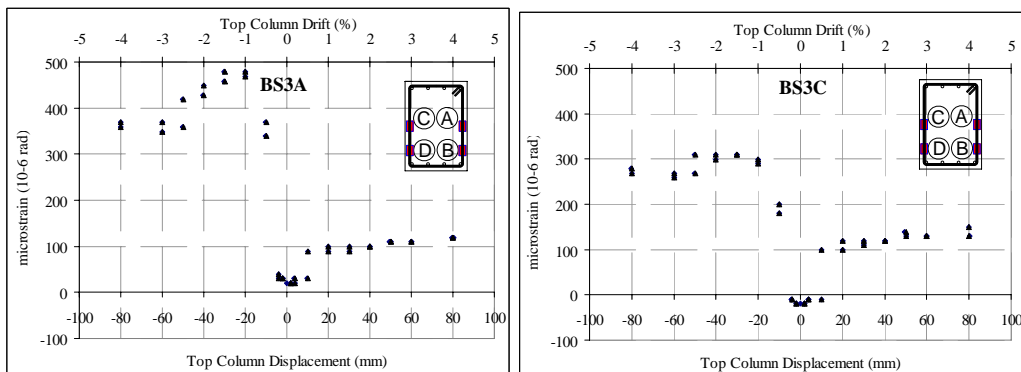 Top Column Drift (%)
-5 -4 -3 -2 -1 0 1 2 3 4 5
500
400
300
200
100
0
-100
microstrain (10-6 rad)
BS3A
C A
D B
-100 -80 -60 -40 -20 0 20 40 60 80 100
Top Column Displacement (mm)
Top Column Drift (%)
-5 -4 -3 -2 -1 0 1 2 3 4 5
500
400
300
200
100
0
-100
microstrain (10-6 rad)
BS3C
C A
D B
-100 -80 -60 -40 -20 0 20 40 60 80 100
Top Column Displacement (mm)